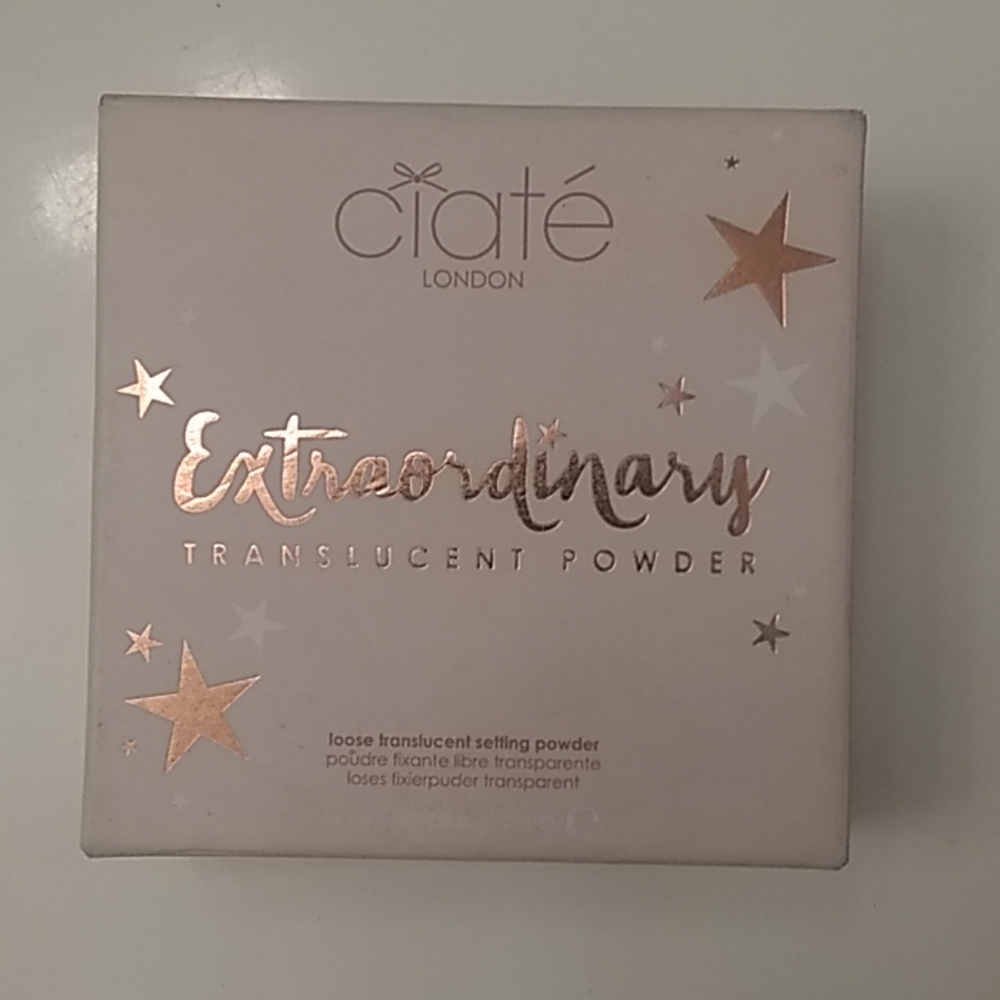 ciaté
LONDON
Extraordinary
TRANSLUCENT POWDER
loose translucent setting powder
poudre fixante libre transparente
loses fixierpuder transparent